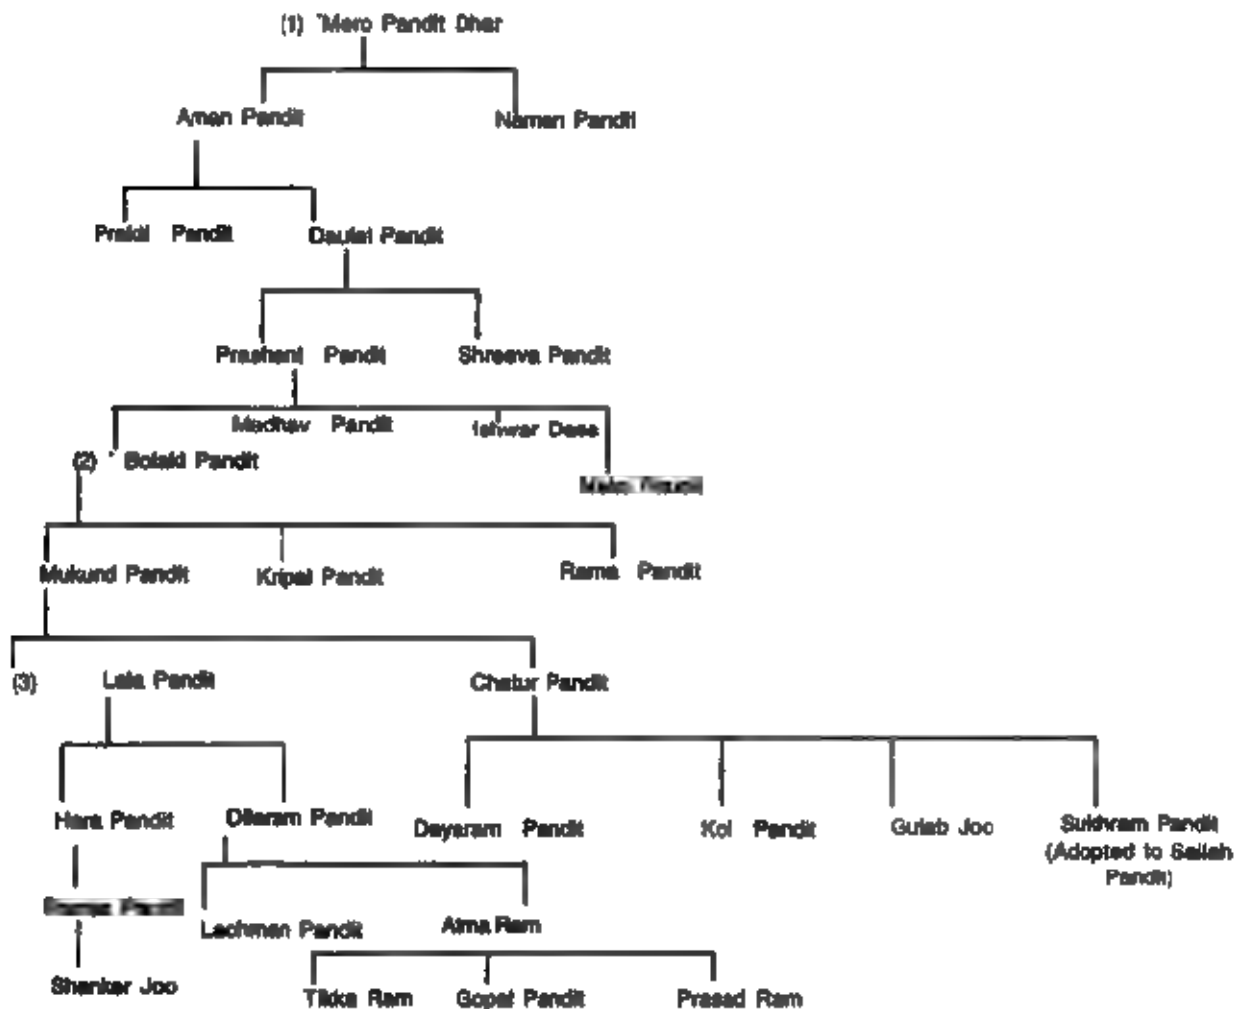 (1) Mero Pandit Dhar
Aman Pandit Naman Pandit
Pandit Daulat Pandit
Prashant Pandit Shreeva Pandit
Madhav Pandit Ishwar Dass
(2) Bolaki Pandit
Mukund Pandit Kripal Pandit Rama Pandit
(3) Lala Pandit Chatur Pandit
Hara Pandit Dilaram Pandit Dayaram Pandit Kol Pandit Gulab Joo Sukhram Pandit
(Adopted to Pandit)
Pandit Lachman Pandit Atma Ram
Shanker Joo Tikka Ram Gopal Pandit Prasad Ram